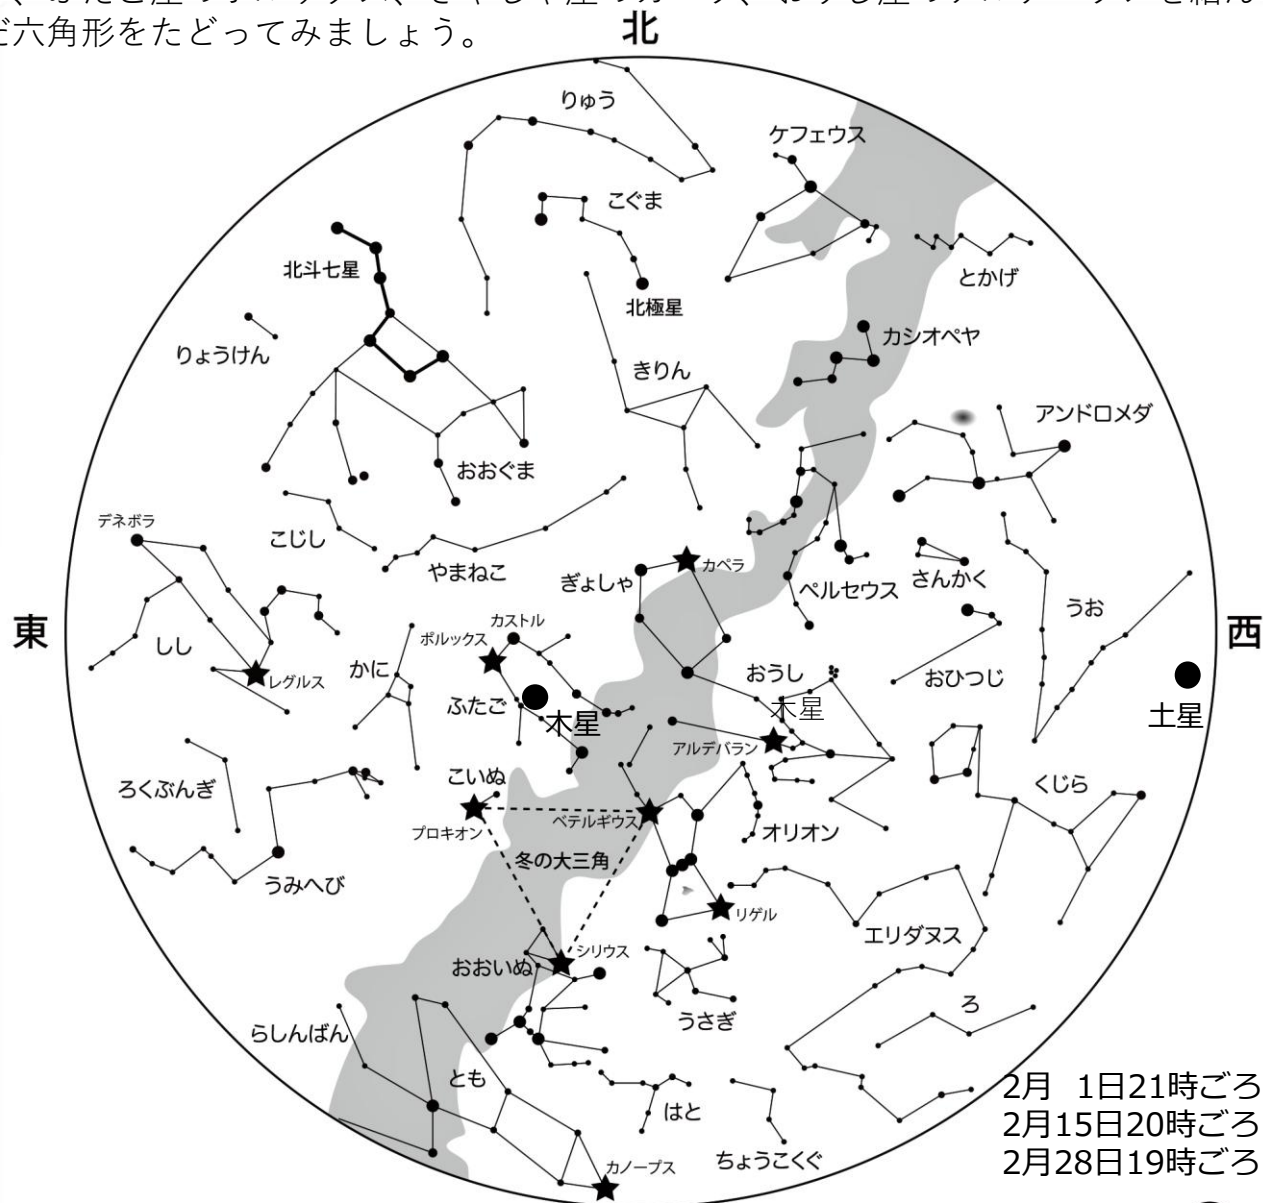 だ六角形をたどってみましょう。
北
りゅう
ケフェウス
こぐま
北斗七星
とかげ
北極星
りょうけん
カシオペヤ
きりん
アンドロメダ
おおぐま
デネボラ
こじし
やまねこ
カペラ
ぎょしゃ
ペルセウス
さんかく
うお
東
西
カストル
ポルックス
しし
かに
レグルス
おうし
おひつじ
ふたご
木星
木星
土星
アルデバラン
ろくぶんぎ
こいぬ
くじら
プロキオン
ベテルギウス
オリオン
冬の大三角
うみへび
リゲル
エリダヌス
シリウス
おおいぬ
うさぎ
ろ
らしんばん
とも
はと
ちょうこくぐ
カノープス
2月 1日21時ごろ
2月15日20時ごろ
2月28日19時ごろ